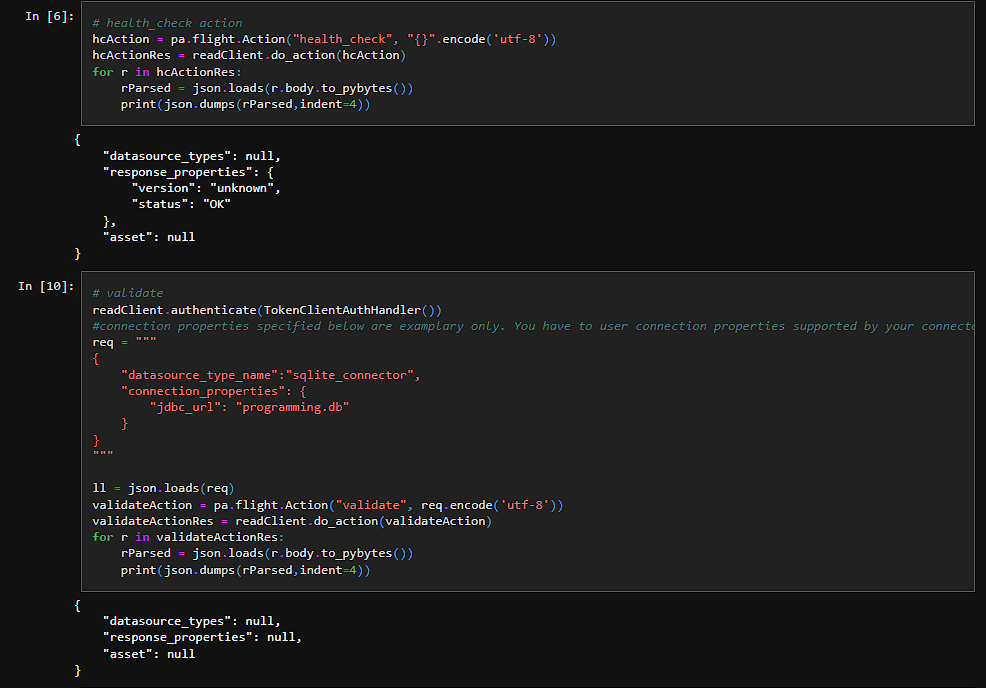 In [6]:
# health_check action
hcAction = pa.flight.Action("health_check", "{}".encode('utf-8'))
hcActionRes = readClient.do_action(hcAction)
for r in hcActionRes:
    rParsed = json.loads(r.body.to_pybytes())
    print(json.dumps(rParsed,indent=4))
{
    "datasource_types": null,
    "response_properties": {
        "version": "unknown",
        "status": "OK"
    },
    "asset": null
}
In [10]:
# validate
readClient.authenticate(TokenClientAuthHandler())
#connection properties specified below are examplary only. You have to user connection properties supported by your
req = """
{
    "datasource_type_name":"sqlite_connector",
    "connection_properties": {
        "jdbc_url": "programming.db"
    }
}
"""
ll = json.loads(req)
validateAction = pa.flight.Action("validate", req.encode('utf-8'))
validateActionRes = readClient.do_action(validateAction)
for r in validateActionRes:
    rParsed = json.loads(r.body.to_pybytes())
    print(json.dumps(rParsed,indent=4))
{
    "datasource_types": null,
    "response_properties": null,
    "asset": null
}